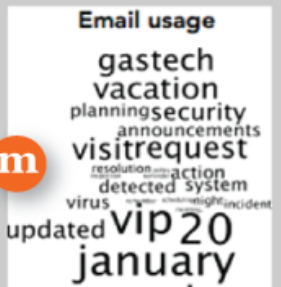 Email usage
gastech
vacation
planning security
announcements
visit request
m
resolution action
detected system
virus night incident
updated vip 20
january